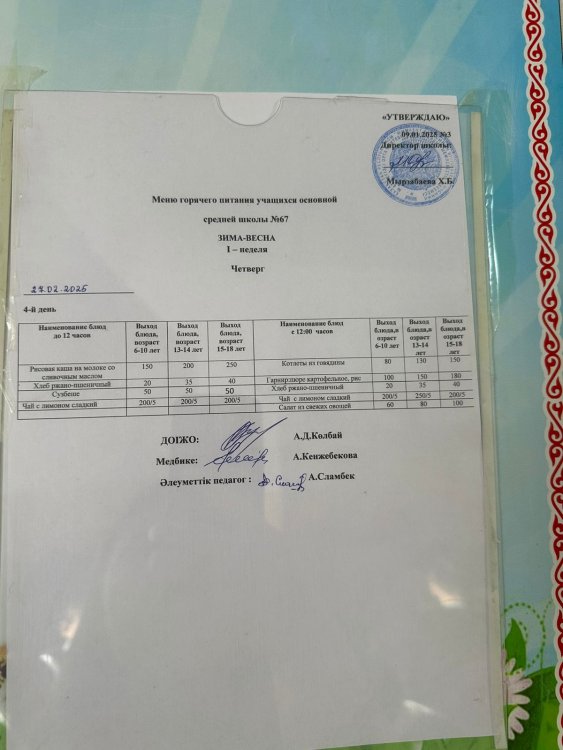 «УТВЕРЖДАЮ»
09.01.2025 №3
Директор школы:
Мырзабаева Х.Б.
Меню горячего питания учащихся основной
средней школы №67
ЗИМА-ВЕСНА
I – неделя
Четверг
27.02.2025
4-й день
Наименование блюд до 12 часов | Выход блюда, возраст 6-10 лет | Выход блюда, возраст 13-14 лет | Выход блюда, возраст 15-18 лет | Наименование блюд с 12:00 часов | Выход блюд,в озраст 6-10 лет | Выход блюда,в озраст 13-14 лет | Выход блюда,в озраст 15-18 лет
Рисовая каша на молоке со сливочным маслом | 150 | 200 | 250 | Котлеты из говядины | 80 | 130 | 150
Хлеб ржано-пшеничный | 20 | 35 | 40 | Гарнир:пюре картофельное, рис | 100 | 150 | 180
Сузбеше | 50 | 50 | 50 | Хлеб ржано-пшеничный | 20 | 35 | 40
Чай с лимоном сладкий | 200/5 | 200/5 | 200/5 | Чай с лимоном сладкий | 200/5 | 250/5 | 200/5
Салат из свежих овощей | 60 | 80 | 100
ДОІЖО: А.Д.Колбай
Медбике: А.Кенжебекова
Әлеуметтік педагог : А.Сламбек